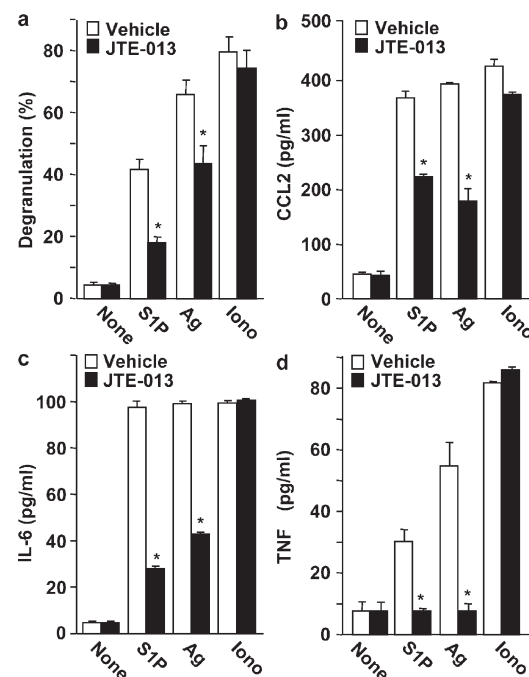 a
Vehicle
JTE-013
Degranulation (%)
80
60
40
20
0
None
S1P
Ag
Iono
*
*
b
Vehicle
JTE-013
CCL2 (pg/ml)
500
400
300
200
100
0
None
S1P
Ag
Iono
*
*
c
Vehicle
JTE-013
IL-6 (pg/ml)
100
80
60
40
20
0
None
S1P
Ag
Iono
*
*
d
Vehicle
JTE-013
TNF (pg/ml)
80
60
40
20
0
None
S1P
Ag
Iono
*
*